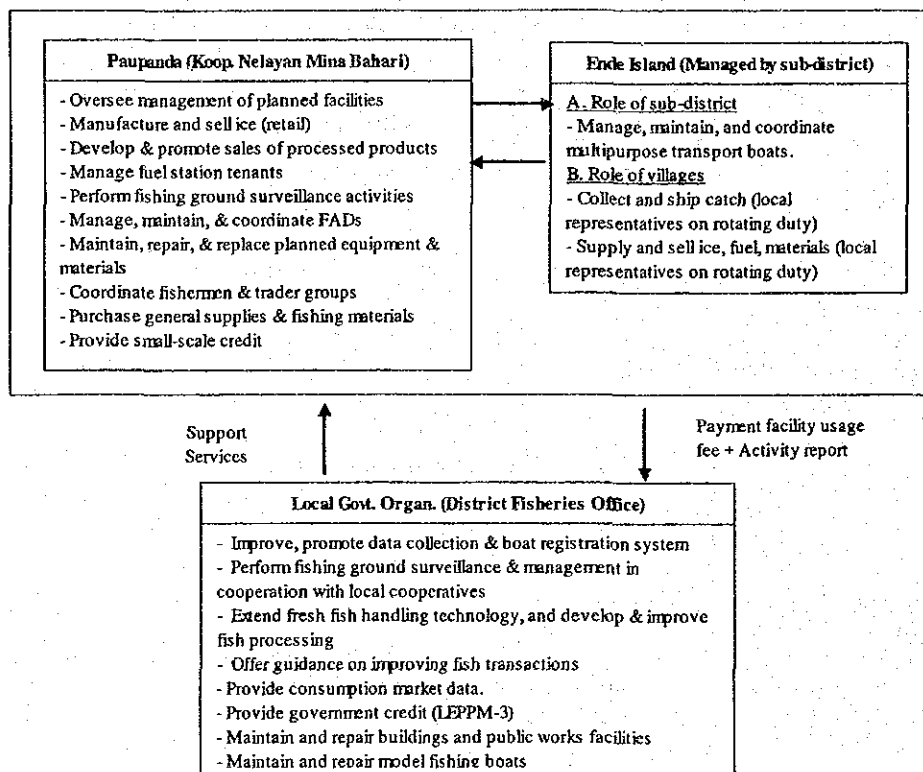 Paupanda (Koop. Nelayan Mina Bahari)
- Oversee management of planned facilities
- Manufacture and sell ice (retail)
- Develop & promote sales of processed products
- Manage fuel station tenants
- Perform fishing ground surveillance activities
- Manage, maintain, & coordinate FADs
- Maintain, repair, & replace planned equipment &
materials
- Coordinate fishermen & trader groups
- Purchase general supplies & fishing materials
- Provide small-scale credit
Ende Island (Managed by sub-district)
A. Role of sub-district
- Manage, maintain, and coordinate
multipurpose transport boats.
B. Role of villages
- Collect and ship catch (local
representatives on rotating duty)
- Supply and sell ice, fuel, materials (local
representatives on rotating duty)
Support
Services
Payment facility usage
fee + Activity report
Local Govt. Organ. (District Fisheries Office)
- Improve, promote data collection & boat registration system
- Perform fishing ground surveillance & management in
cooperation with local cooperatives
- Extend fresh fish handling technology, and develop & improve
fish processing
- Offer guidance on improving fish transactions
- Provide consumption market data.
- Provide government credit (LEPPM-3)
- Maintain and repair buildings and public works facilities
- Maintain and repair model fishing boats